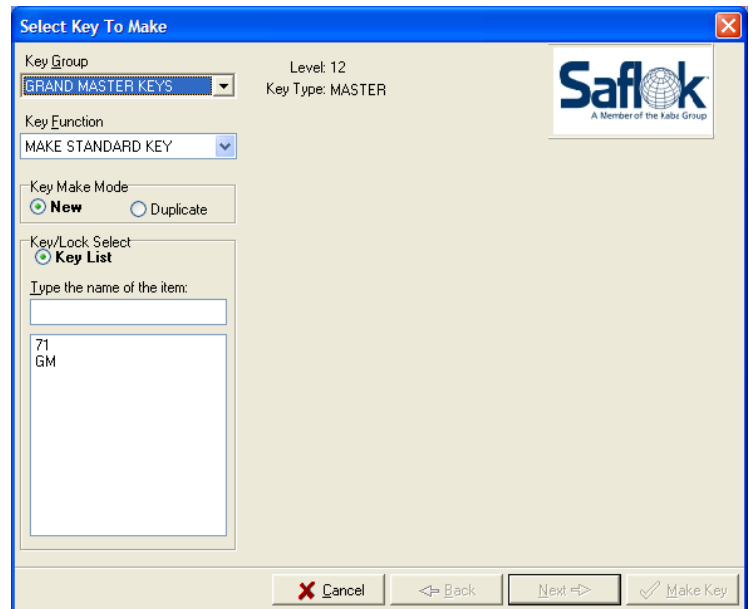 Select Key To Make
Key Group
GRAND MASTER KEYS
Level: 12
Key Type: MASTER
Saflok
A Member of the Kaba Group
Key Function
MAKE STANDARD KEY
Key Make Mode
New
Duplicate
Key/Lock Select
Key List
Type the name of the item:
71
GM
Cancel
Back
Next
Make Key